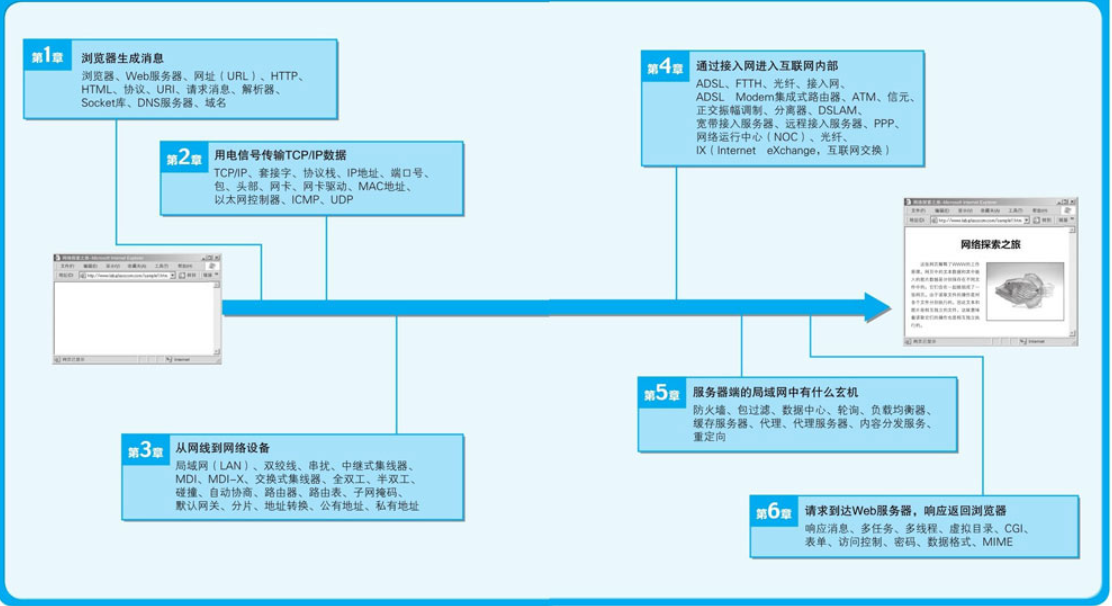 第1章
浏览器生成消息
浏览器、Web服务器、网址（URL）、HTTP、
HTML、协议、URI、请求消息、解析器、
Socket库、DNS服务器、域名
第2章
用电信号传输TCP/IP数据
TCP/IP、套接字、协议栈、IP地址、端口号、
包、头部、网卡、网卡驱动、MAC地址、
以太网控制器、ICMP、UDP
第3章
从网线到网络设备
局域网（LAN）、双绞线、串扰、中继式集线器、
MDI、MDI-X、交换式集线器、全双工、半双工、
碰撞、自动协商、路由器、路由表、子网掩码、
默认网关、分片、地址转换、公有地址、私有地址
第4章
通过接入网进入互联网内部
ADSL、FTTH、光纤、接入网、
ADSL Modem集成式路由器、ATM、信元、
正交振幅调制、分离器、DSLAM、
宽带接入服务器、远程接入服务器、PPP、
网络运行中心（NOC）、光纤、
IX（Internet eXchange，互联网交换）
网络探索之旅
第5章
服务器端的局域网中有什么玄机
防火墙、包过滤、数据中心、轮询、负载均衡器、
缓存服务器、代理、代理服务器、内容分发服务、
重定向
第6章
请求到达Web服务器，响应返回浏览器
响应消息、多任务、多线程、虚拟目录、CGI、
表单、访问控制、密码、数据格式、MIME